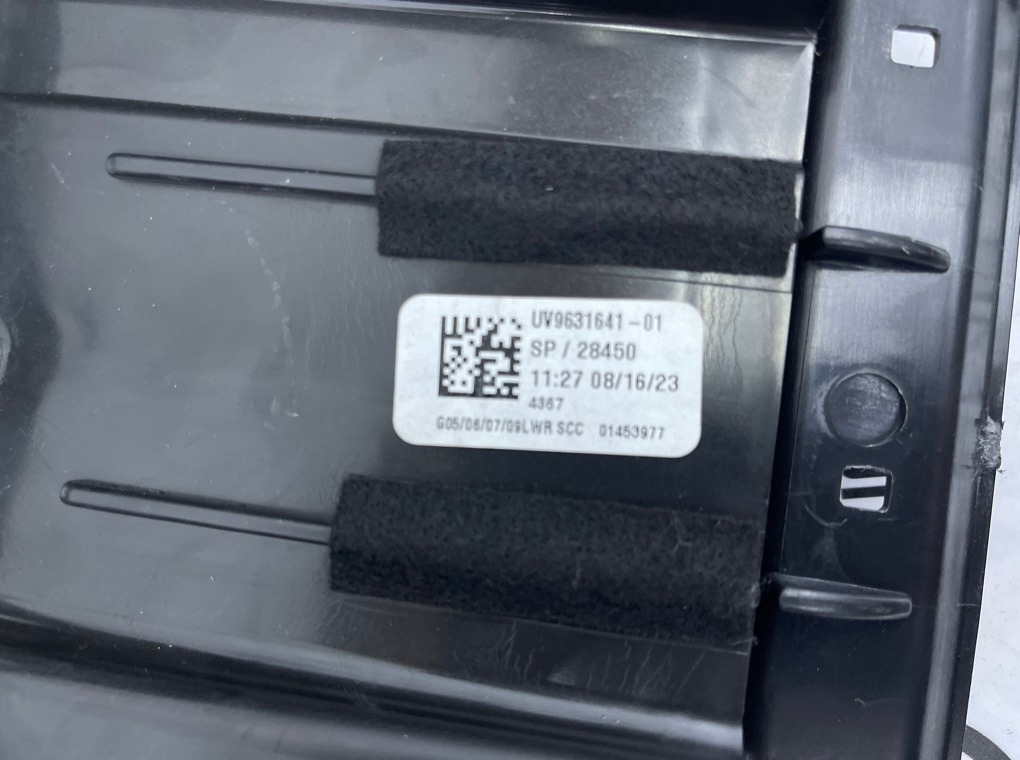 UV9631641-01
SP / 28450
11:27 08/16/23
4367
G05/06/07/09LWR SCC 01453977